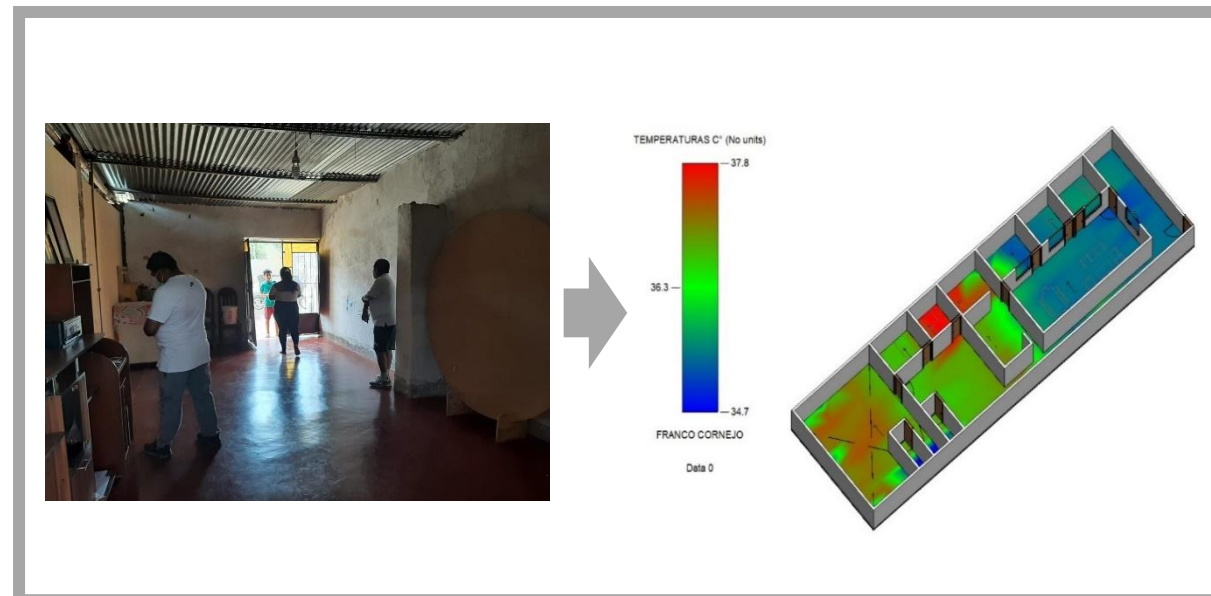 TEMPERATURAS C° (No units)
37.8
36.3
34.7
FRANCO CORNEJO
Data 0